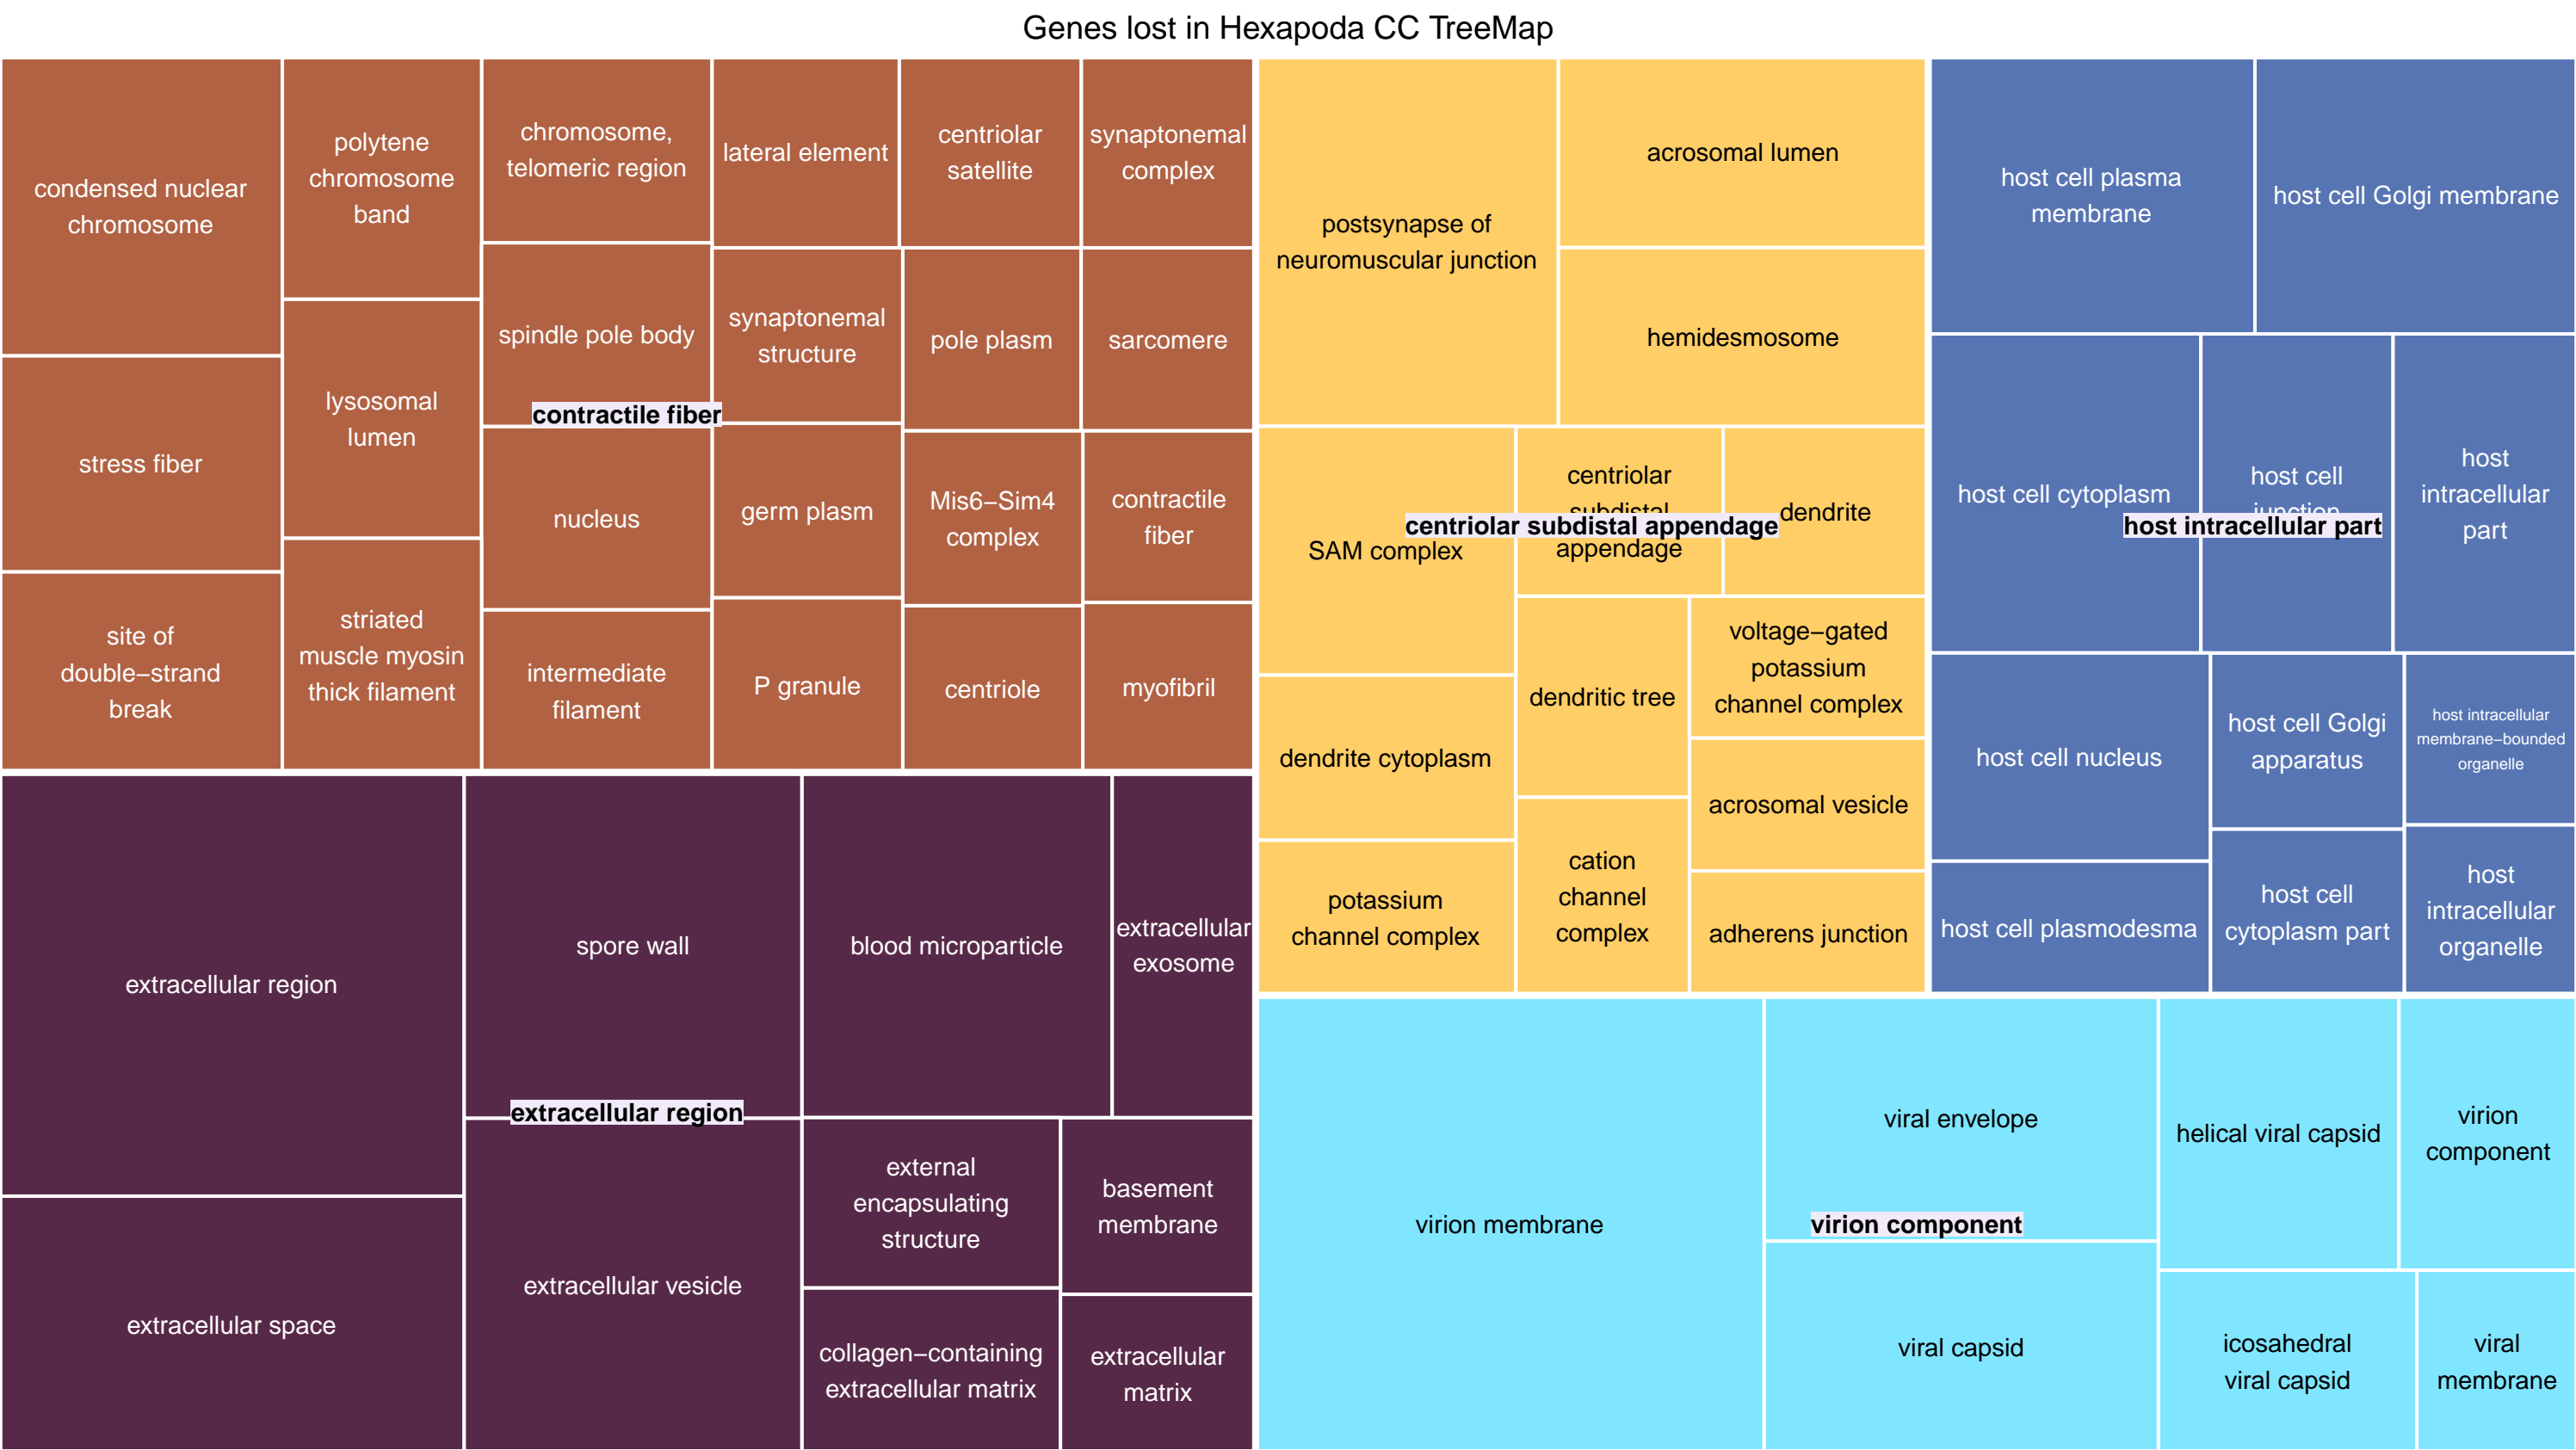 Genes lost in Hexapoda CC TreeMap
condensed nuclear
chromosome
stress fiber
site of
double−strand
break
polytene
chromosome
band
lysosomal
lumen
striated
muscle myosin
thick filament
chromosome,
telomeric region
spindle pole body
nucleus
intermediate
filament
lateral element
synaptonemal
structure
germ plasm
P granule
centriolar
satellite
synaptonemal
complex
pole plasm
sarcomere
Mis6−Sim4
complex
contractile
fiber
centriole
myofibril
contractile fiber
extracellular region
extracellular space
spore wall
extracellular vesicle
blood microparticle
extracellular
exosome
external
encapsulating
structure
basement
membrane
collagen−containing
extracellular matrix
extracellular
matrix
extracellular region
postsynapse of
neuromuscular junction
acrosomal lumen
hemidesmosome
SAM complex
dendrite cytoplasm
potassium
channel complex
centriolar
subdistal
appendage
dendrite
dendritic tree
cation
channel
complex
voltage−gated
potassium
channel complex
acrosomal vesicle
adherens junction
centriolar subdistal appendage
host cell plasma
membrane
host cell Golgi membrane
host cell cytoplasm
host cell
junction
host
intracellular
part
host cell nucleus
host cell plasmodesma
host cell Golgi
apparatus
host intracellular
membrane−bounded
organelle
host cell
cytoplasm part
host
intracellular
organelle
host intracellular part
virion membrane
viral envelope
viral capsid
helical viral capsid
virion
component
icosahedral
viral capsid
viral
membrane
virion component